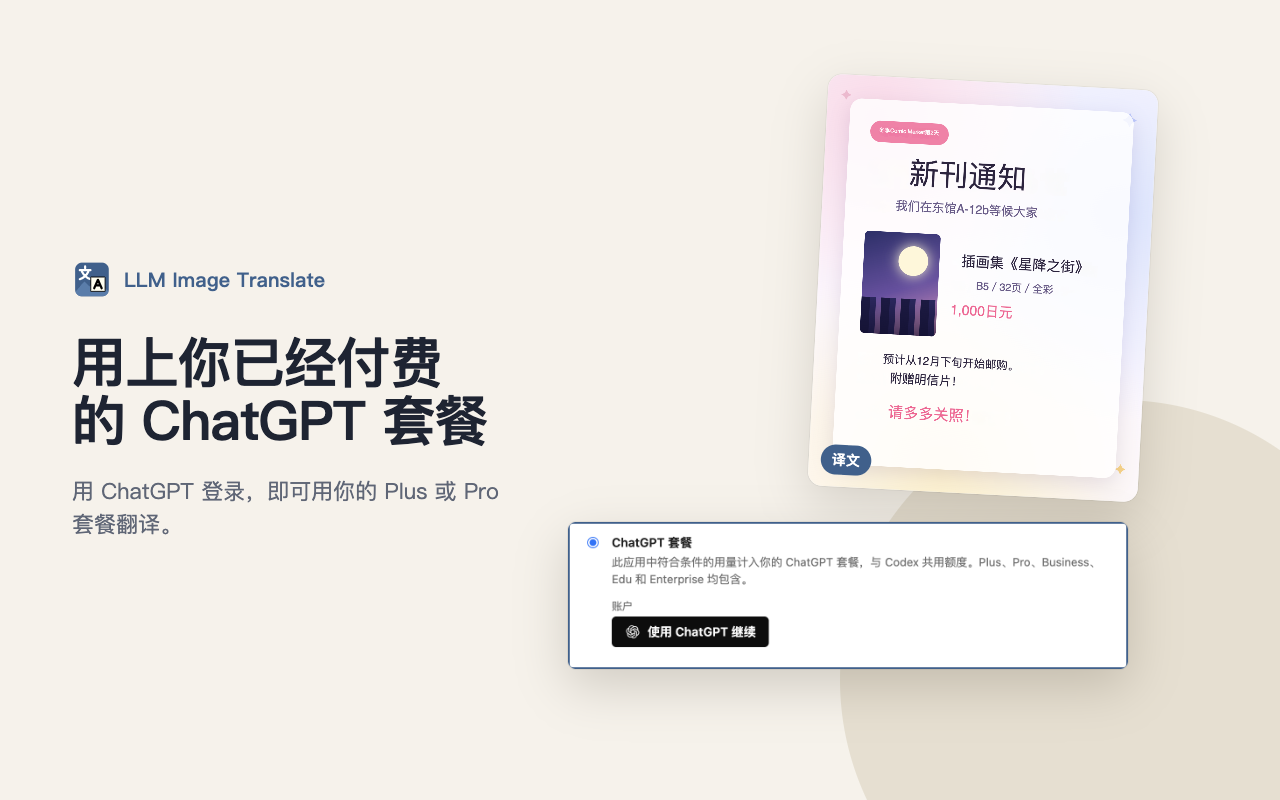 LLM Image Translate
用上你已经付费
的 ChatGPT 套餐
用 ChatGPT 登录，即可用你的 Plus 或 Pro
套餐翻译。
新刊通知
我们在东馆A-12b等候大家
插画集《星降之街》
B5 / 32页 / 全彩
1,000日元
预计从12月下旬开始邮购。
附赠明信片！
请多多关照！
译文
ChatGPT 套餐
此应用中符合条件的用量计入你的 ChatGPT 套餐，与 Codex 共用额度。Plus、Pro、Business、
Edu 和 Enterprise 均包含。
账户
使用 ChatGPT 继续